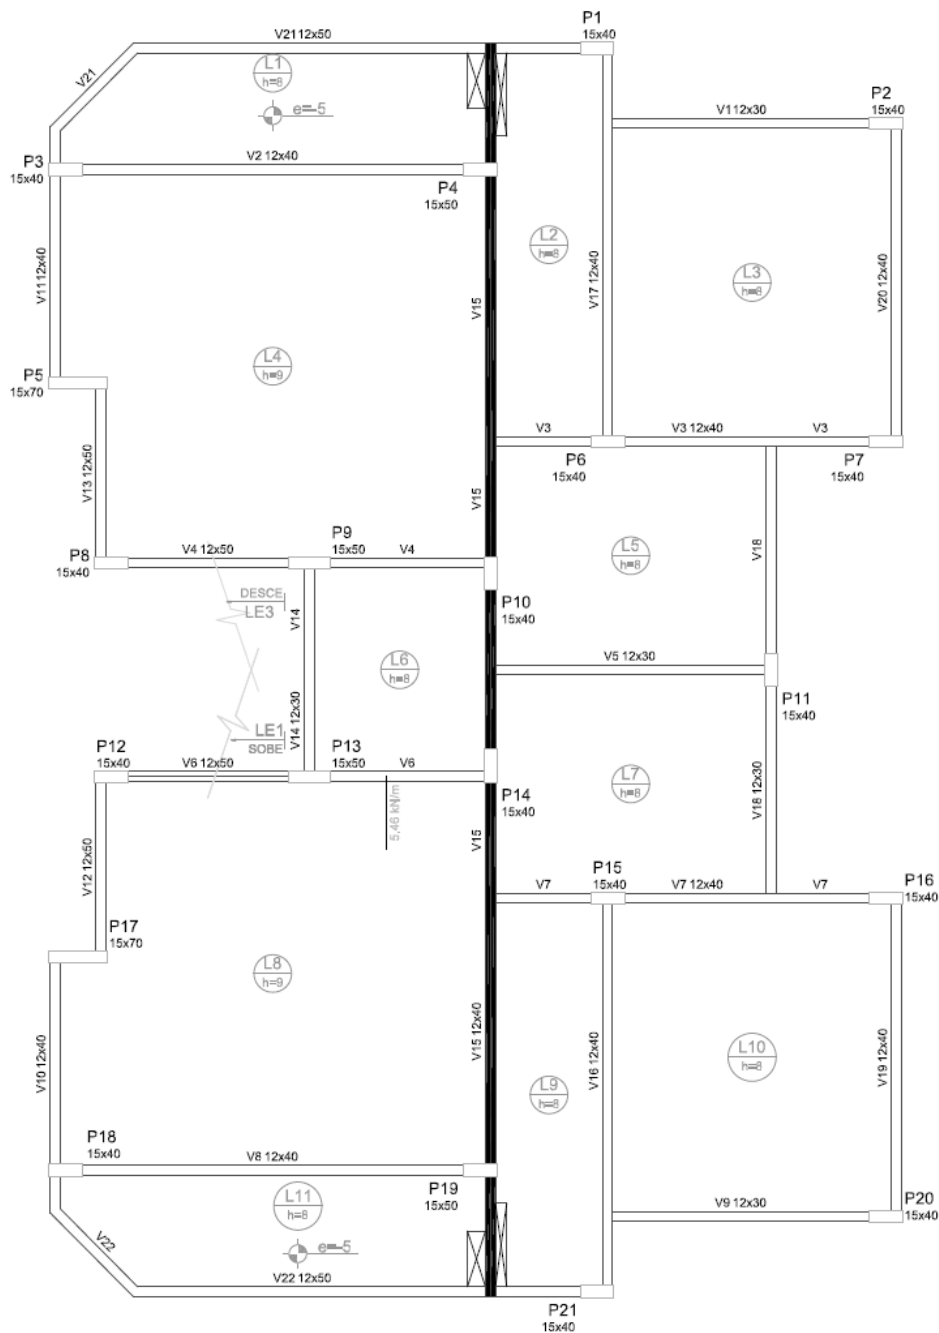 P1
V21 12x50
15x40
L1
h=8
V21
e=-5
P2
V1 12x30
15x40
P3
15x40
V2 12x40
P4
15x50
L2
h=8
V11 12x40
V17 12x40
L3
h=8
V20 12x40
V15
L4
h=9
P5
15x70
V3
V3 12x40
V3
P6
15x40
P7
15x40
V13 12x50
V15
P9
15x50
P8
15x40
V4 12x50
V4
L5
h=8
V18
DESCE
LE3
V14
P10
15x40
L6
h=8
V5 12x30
P11
15x40
LE1
SOBE
V14 12x30
P12
15x40
V6 12x50
P13
15x50
V6
P14
15x40
L7
h=8
V18 12x30
5,46 kN/m
V15
V12 12x50
P15
15x40
V7
V7 12x40
V7
P16
15x40
P17
15x70
L8
h=9
V10 12x40
V15 12x40
V16 12x40
L10
h=8
V19 12x40
L9
h=8
P18
15x40
V8 12x40
P19
15x50
L11
h=8
V9 12x30
P20
15x40
V22
e=-5
V22 12x50
P21
15x40